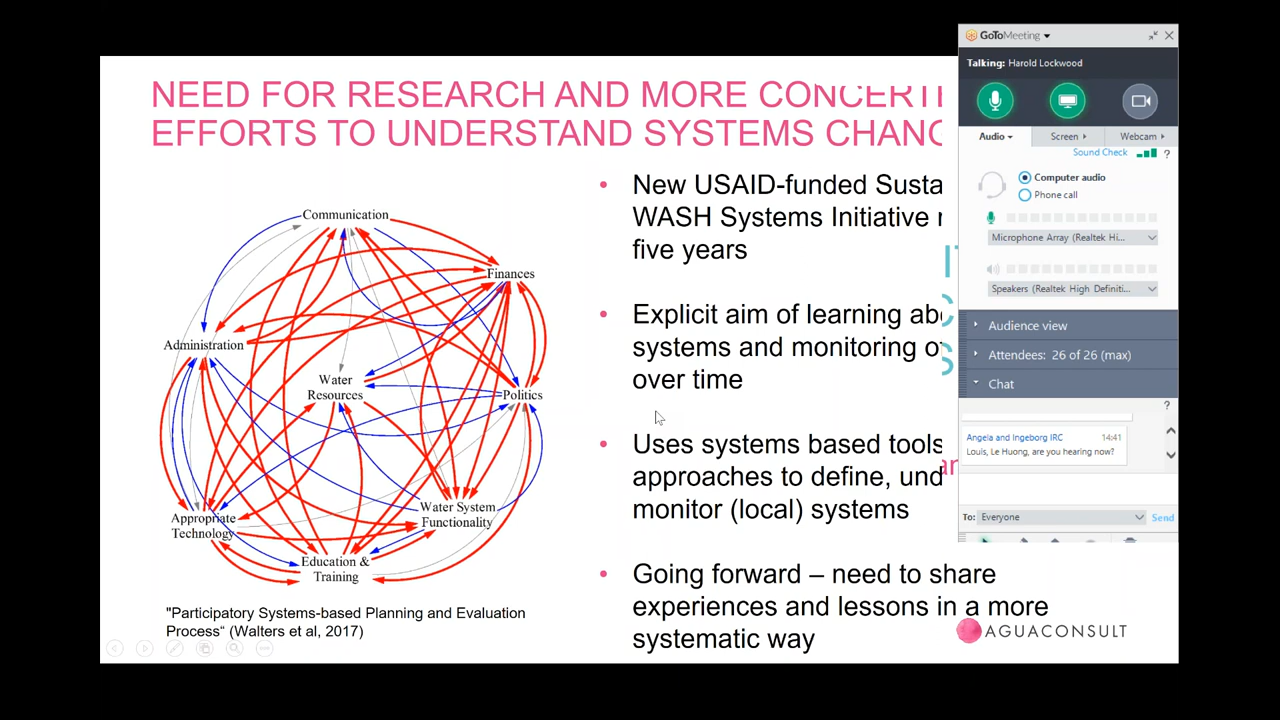 NEED FOR RESEARCH AND MORE CONCERTE
EFFORTS TO UNDERSTAND SYSTEMS CHANG
Communication
Finances
Administration
Water
Resources
Politics
Water System
Functionality
Appropriate
Technology
Education &
Training
"Participatory Systems-based Planning and Evaluation
Process“ (Walters et al, 2017)
• New USAID-funded Susta
WASH Systems Initiative
five years
• Explicit aim of learning
systems and monitoring
over time
• Uses systems based tools
approaches to define, und
monitor (local) systems
• Going forward – need to share
experiences and lessons in a more
systematic way
AGUACONSULT
GoToMeeting
Talking: Harold Lockwood
Audio
Screen
Webcam
Sound Check
?
Computer audio
Phone call
Microphone Array (Realtek Hi...
Speakers (Realtek High Definiti...
Audience view
Attendees: 26 of 26 (max)
Chat
?
Angela and Ingeborg IRC 14:41
Louis, Le Huong, are you hearing now?
To: Everyone
Send